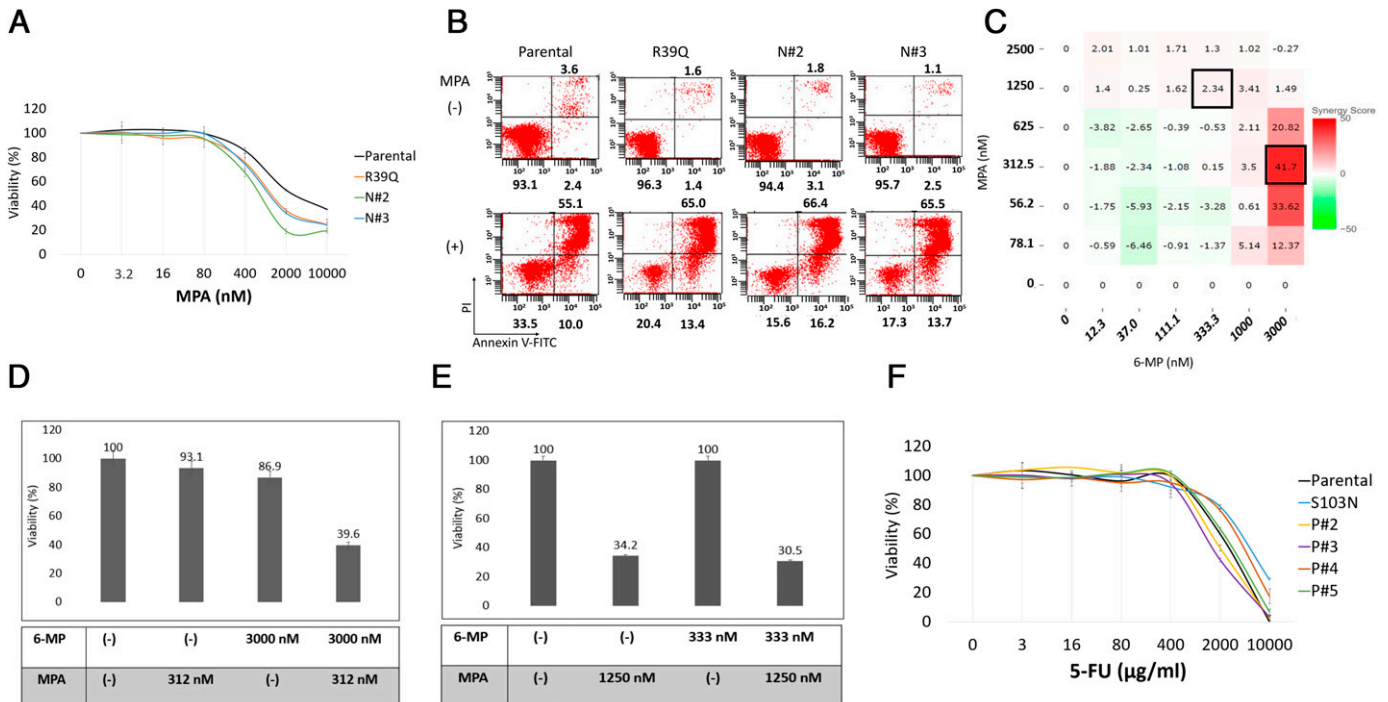 A
120
100
80
60
40
20
0
Viability (%)
0 3.2 16 80 400 2000 10000
MPA (nM)
Parental
R39Q
N#2
N#3
B
Parental R39Q N#2 N#3
MPA
(-)
3.6 1.6 1.8 1.1
93.1 2.4 96.3 1.4 94.4 3.1 95.7 2.5
(+)
55.1 65.0 66.4 65.5
33.5 10.0 20.4 13.4 15.6 16.2 17.3 13.7
PI
Annexin V-FITC
C
2500 0 2.01 1.01 1.71 1.3 1.02 -0.27
1250 0 1.4 0.25 1.62 2.34 3.41 1.49
625 0 -3.82 -2.65 -0.39 -0.53 2.11 20.82
312.5 0 -1.88 -2.34 -1.08 0.15 3.5 41.7
56.2 0 -1.75 -5.93 -2.15 -3.28 0.61 33.62
78.1 0 -0.59 -6.46 -0.91 -1.37 5.14 12.37
0 0 0 0 0 0 0 0
MPA (nM)
0 12.3 37.0 111.1 333.3 1000 3000
6-MP (nM)
Synergy Score
50
0
-50
D
120
100
80
60
40
20
0
Viability (%)
100 93.1 86.9 39.6
6-MP (-) (-) 3000 nM 3000 nM
MPA (-) 312 nM (-) 312 nM
E
120
100
80
60
40
20
0
Viability (%)
100 34.2 100 30.5
6-MP (-) (-) 333 nM 333 nM
MPA (-) 1250 nM (-) 1250 nM
F
120
100
80
60
40
20
0
Viability (%)
0 3 16 80 400 2000 10000
5-FU (µg/ml)
Parental
S103N
P#2
P#3
P#4
P#5